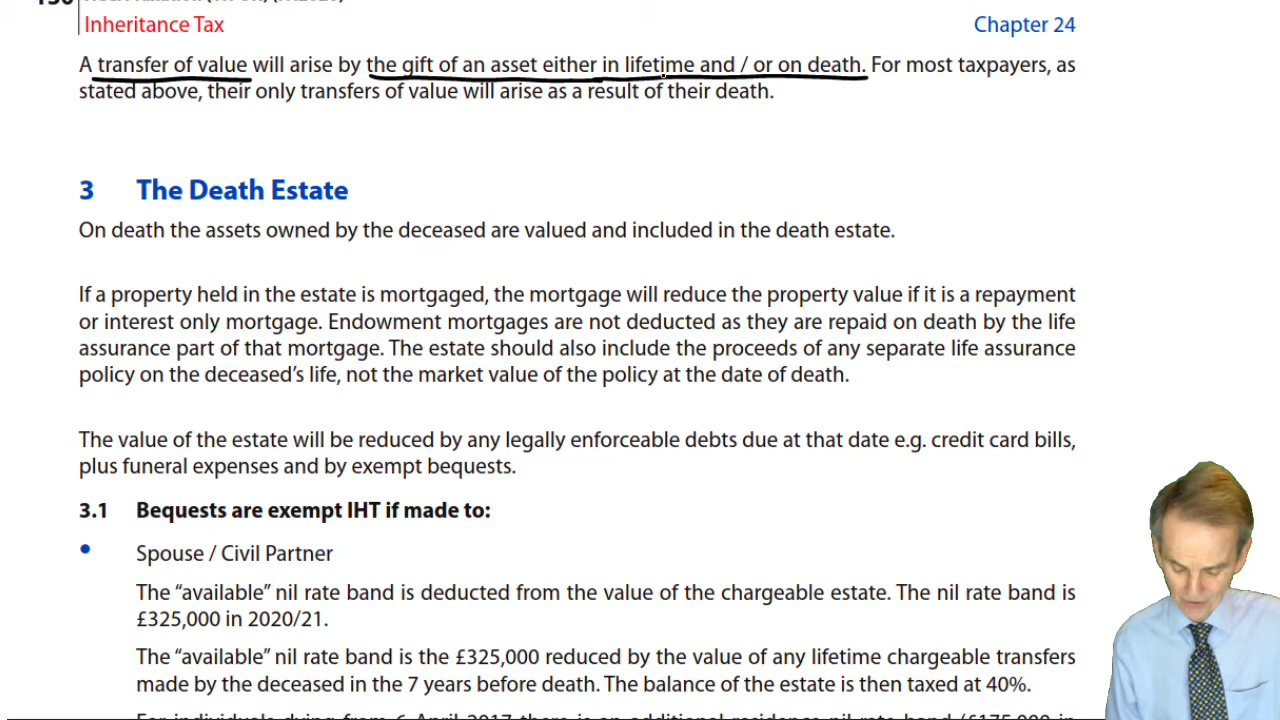 Inheritance Tax
Chapter 24
A transfer of value will arise by the gift of an asset either in lifetime and / or on death. For most taxpayers, as
stated above, their only transfers of value will arise as a result of their death.
3 The Death Estate
On death the assets owned by the deceased are valued and included in the death estate.
If a property held in the estate is mortgaged, the mortgage will reduce the property value if it is a repayment
or interest only mortgage. Endowment mortgages are not deducted as they are repaid on death by the life
assurance part of that mortgage. The estate should also include the proceeds of any separate life assurance
policy on the deceased's life, not the market value of the policy at the date of death.
The value of the estate will be reduced by any legally enforceable debts due at that date e.g. credit card bills,
plus funeral expenses and by exempt bequests.
3.1 Bequests are exempt IHT if made to:
• Spouse / Civil Partner
The “available” nil rate band is deducted from the value of the chargeable estate. The nil rate band is
£325,000 in 2020/21.
The “available” nil rate band is the £325,000 reduced by the value of any lifetime chargeable transfers
made by the deceased in the 7 years before death. The balance of the estate is then taxed at 40%.